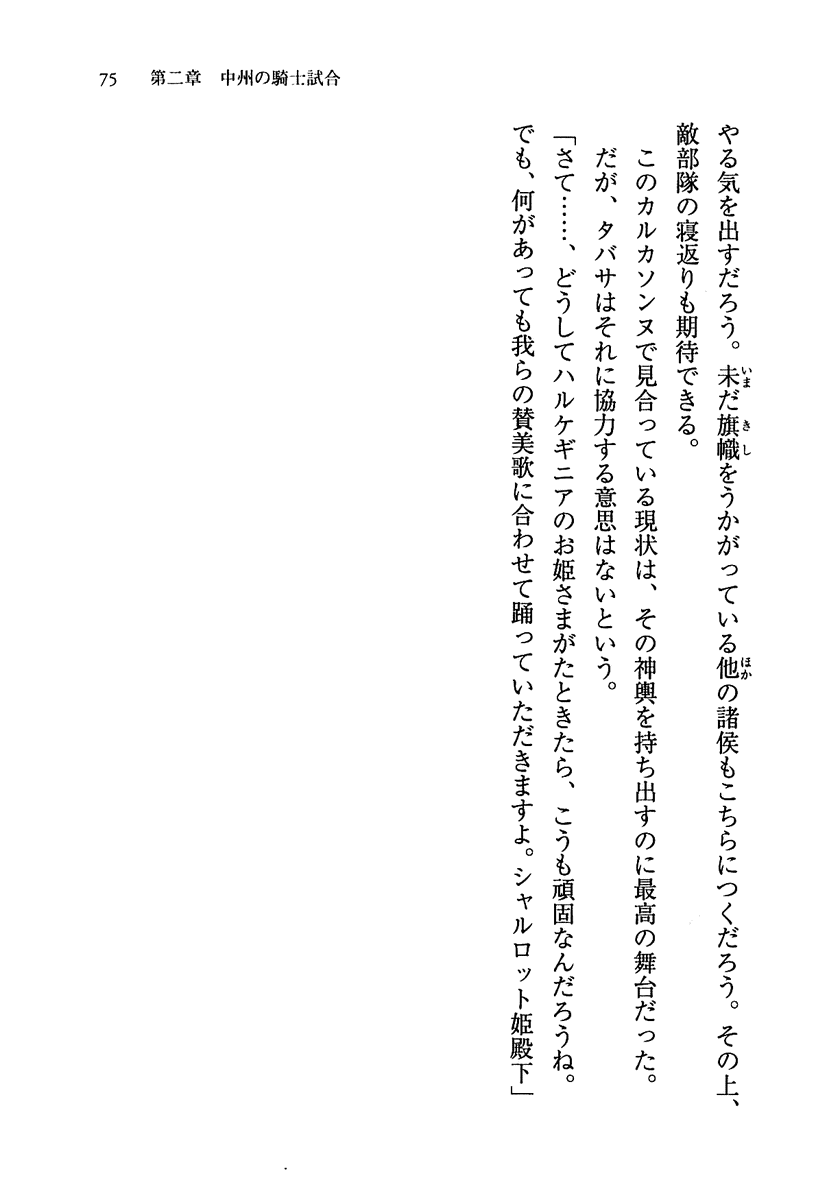 75　第二章　中州の騎士試合
やる気を出すだろう。未だ旗幟をうかがっている他の諸侯もこちらにつくだろう。その上、
敵部隊の寝返りも期待できる。
　このカルカソンヌで見合っている現状は、その神輿を持ち出すのに最高の舞台だった。
　だが、タバサはそれに協力する意思はないという。
「さて……、どうしてハルケギニアのお姫さまがたときたら、こうも頑固なんだろうね。
でも、何があっても我らの賛美歌に合わせて踊っていただきますよ。シャルロット姫殿下」